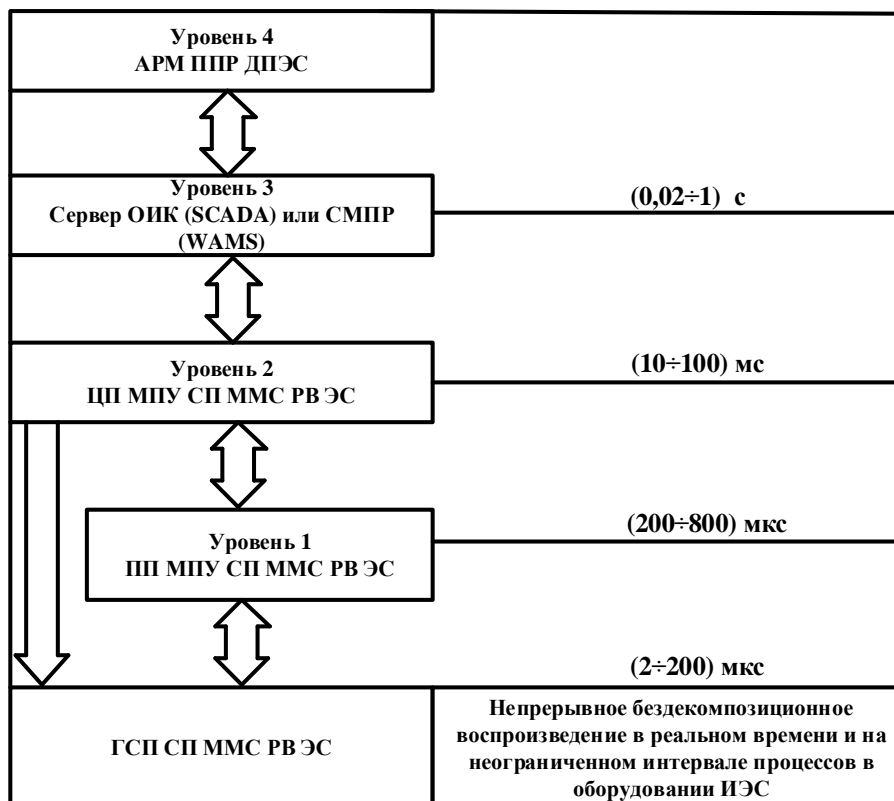 Уровень 4
АРМ ППР ДПЭС
Уровень 3
Сервер ОИК (SCADA) или СМПР
(WAMS)
(0,02÷1) с
Уровень 2
ЦП МПУ СП ММС РВ ЭС
(10÷100) мс
Уровень 1
ПП МПУ СП ММС РВ ЭС
(200÷800) мкс
(2÷200) мкс
ГСП СП ММС РВ ЭС
Непрерывное бездекомпозиционное
воспроизведение в реальном времени и на
неограниченном интервале процессов в
оборудовании ИЭС